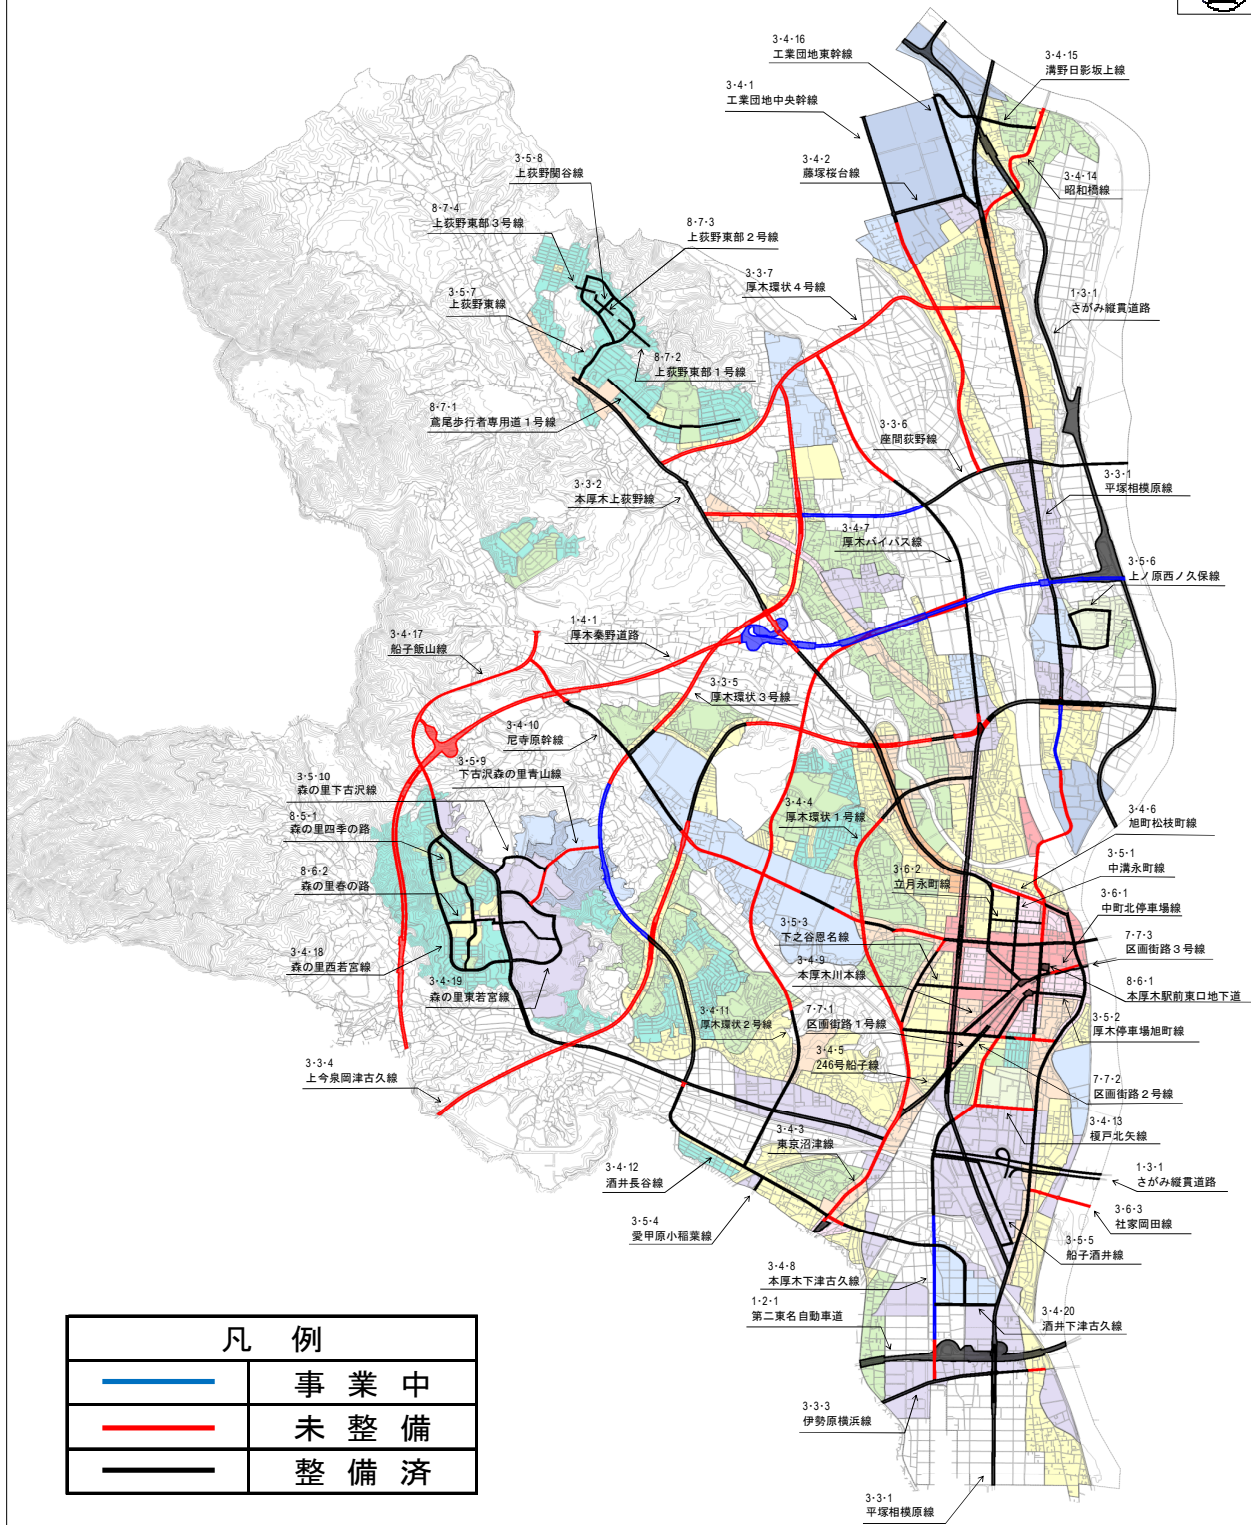 3・4・16
工業団地東幹線
3・4・15
溝野日影坂上線
3・4・1
工業団地中央幹線
3・4・2
藤塚桜台線
3・4・14
昭和橋線
3・5・8
上荻野関谷線
8・7・4
上荻野東部３号線
8・7・3
上荻野東部２号線
3・3・7
厚木環状４号線
3・5・7
上荻野東線
1・3・1
さがみ縦貫道路
8・7・2
上荻野東部１号線
8・7・1
鳶尾歩行者専用道１号線
3・3・6
座間荻野線
3・3・2
本厚木上荻野線
3・3・1
平塚相模原線
3・4・7
厚木バイパス線
3・5・6
上ノ原西ノ久保線
1・4・1
厚木秦野道路
3・4・17
船子飯山線
3・3・5
厚木環状３号線
3・4・10
尼寺原幹線
3・5・9
下古沢森の里青山線
3・5・10
森の里下古沢線
8・5・1
森の里四季の路
3・4・4
厚木環状１号線
3・4・6
旭町松枝町線
3・5・1
中溝永町線
8・6・2
森の里春の路
3・6・2
立月永町線
3・6・1
中町北停車場線
3・5・3
下之谷恩名線
7・7・3
区画街路３号線
3・4・18
森の里西若宮線
3・4・9
本厚木川本線
8・6・1
本厚木駅前東口地下道
3・4・19
森の里東若宮線
3・4・11
厚木環状２号線
7・7・1
区画街路１号線
3・5・2
厚木停車場旭町線
3・4・5
246号船子線
3・3・4
上今泉岡津古久線
7・7・2
区画街路２号線
3・4・13
榎戸北矢線
3・4・3
東京沼津線
3・4・12
酒井長谷線
1・3・1
さがみ縦貫道路
3・6・3
社家岡田線
3・5・4
愛甲原小稲葉線
3・5・5
船子酒井線
3・4・8
本厚木下津古久線
1・2・1
第二東名自動車道
3・4・20
酒井下津古久線
3・3・3
伊勢原横浜線
3・3・1
平塚相模原線
凡　例
事　業　中
未　整　備
整　備　済